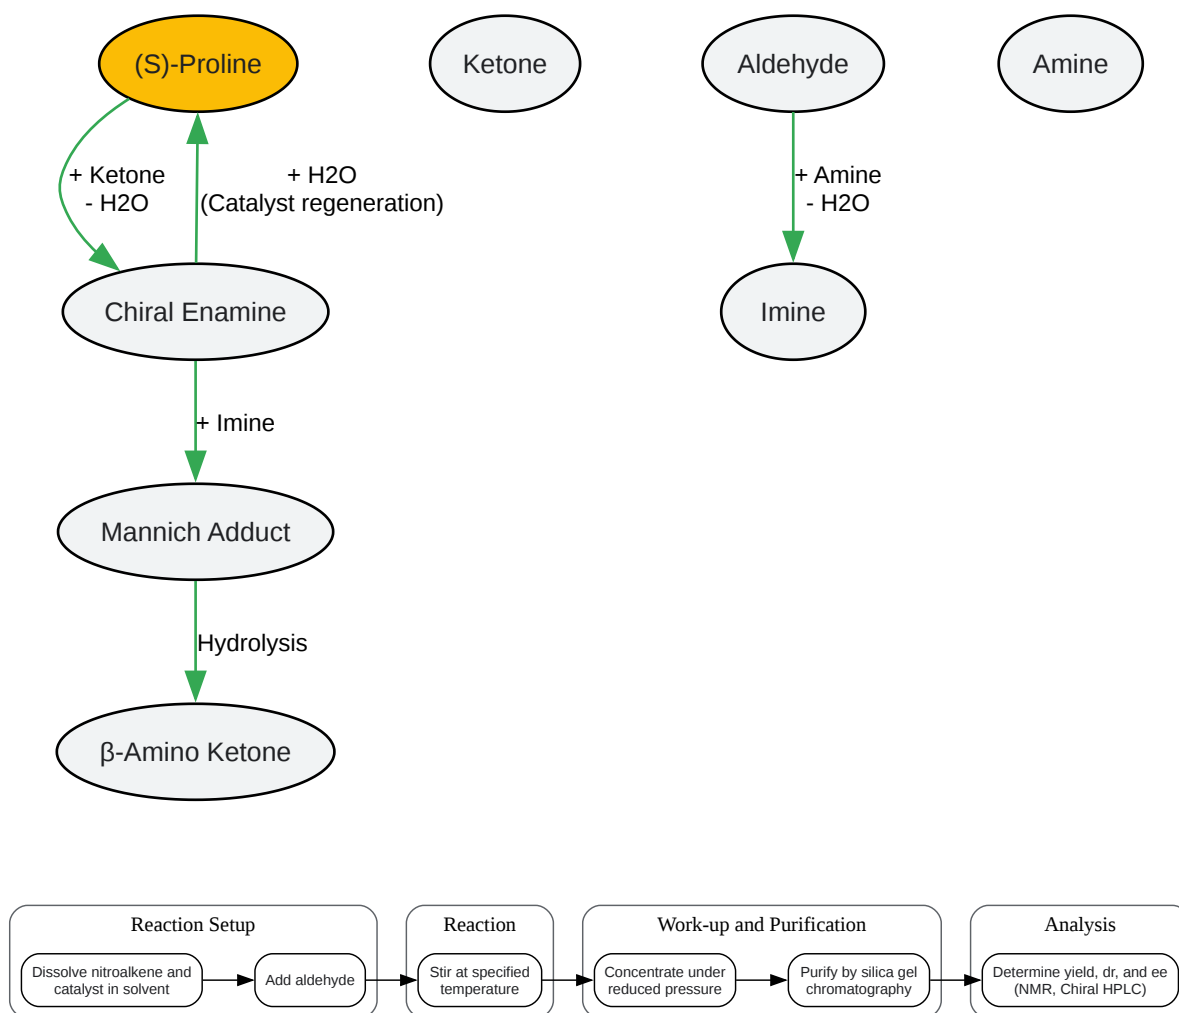 (S)-Proline
Ketone
Aldehyde
Amine
+ Ketone
- H2O
+ H2O
(Catalyst regeneration)
+ Amine
- H2O
Chiral Enamine
Imine
+ Imine
Mannich Adduct
Hydrolysis
β-Amino Ketone
Reaction Setup
Dissolve nitroalkene and
catalyst in solvent
Add aldehyde
Reaction
Stir at specified
temperature
Work-up and Purification
Concentrate under
reduced pressure
Purify by silica gel
chromatography
Analysis
Determine yield, dr, and ee
(NMR, Chiral HPLC)